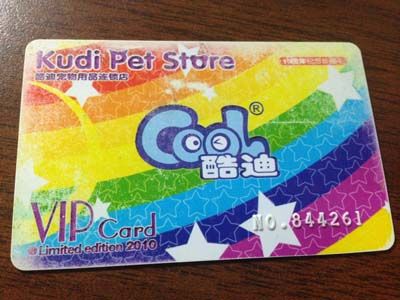 Kudi Pet Store
酷迪宠物用品连锁店
Cool®
酷迪
VIP Card
Limited edition 2010
NO.844261